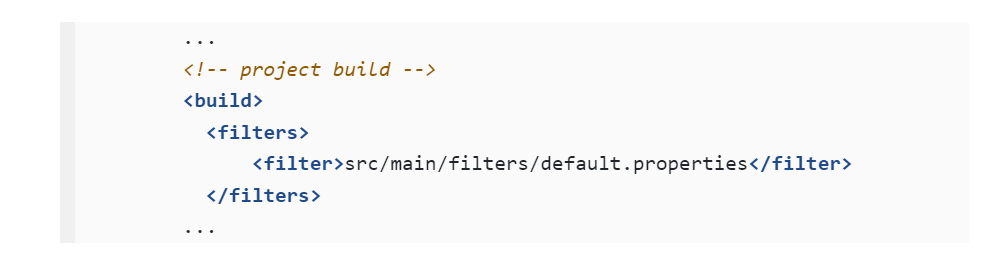 ...
<!-- project build -->
<build>
<filters>
<filter>src/main/filters/default.properties</filter>
</filters>
...